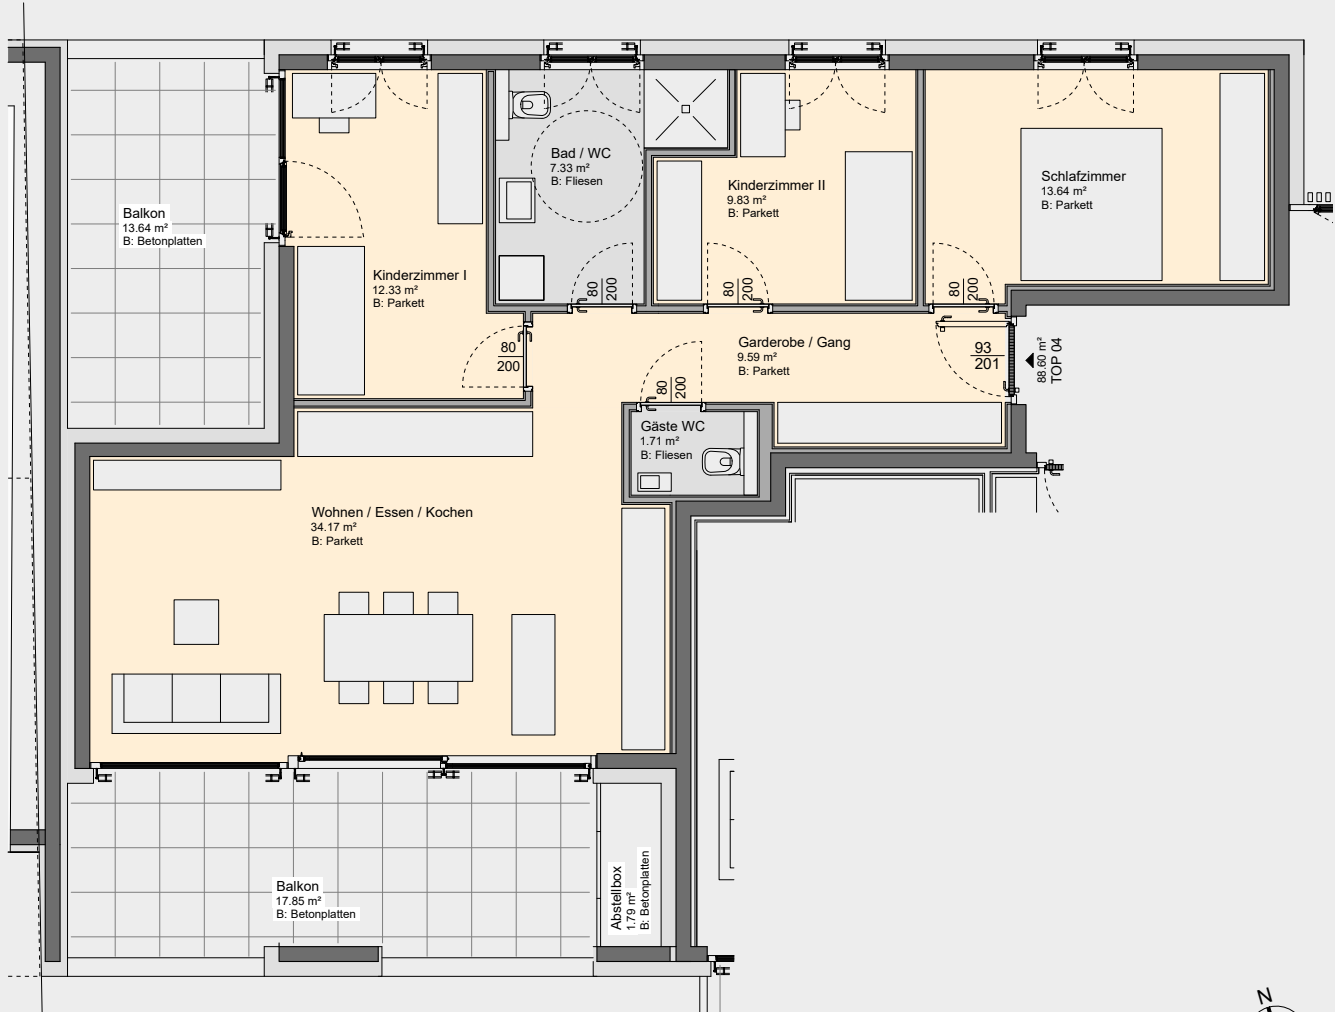 Balkon
13.64 m²
B: Betonplatten
Kinderzimmer I
12.33 m²
B: Parkett
80
200
Bad / WC
7.33 m²
B: Fliesen
80
200
Kinderzimmer II
9.83 m²
B: Parkett
80
200
Schlafzimmer
13.64 m²
B: Parkett
80
200
Garderobe / Gang
9.59 m²
B: Parkett
93
201
88.60 m²
TOP 04
80
200
Gäste WC
1.71 m²
B: Fliesen
Wohnen / Essen / Kochen
34.17 m²
B: Parkett
Balkon
17.85 m²
B: Betonplatten
Abstellbox
1.79 m²
B: Betonplatten
N